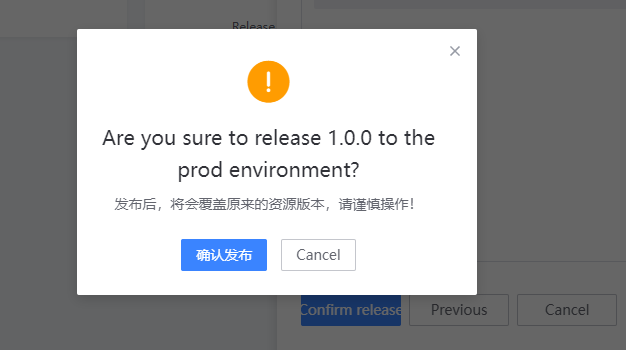 Release
Are you sure to release 1.0.0 to the
prod environment?
发布后，将会覆盖原来的资源版本，请谨慎操作！
确认发布 Cancel
Confirm release Previous Cancel